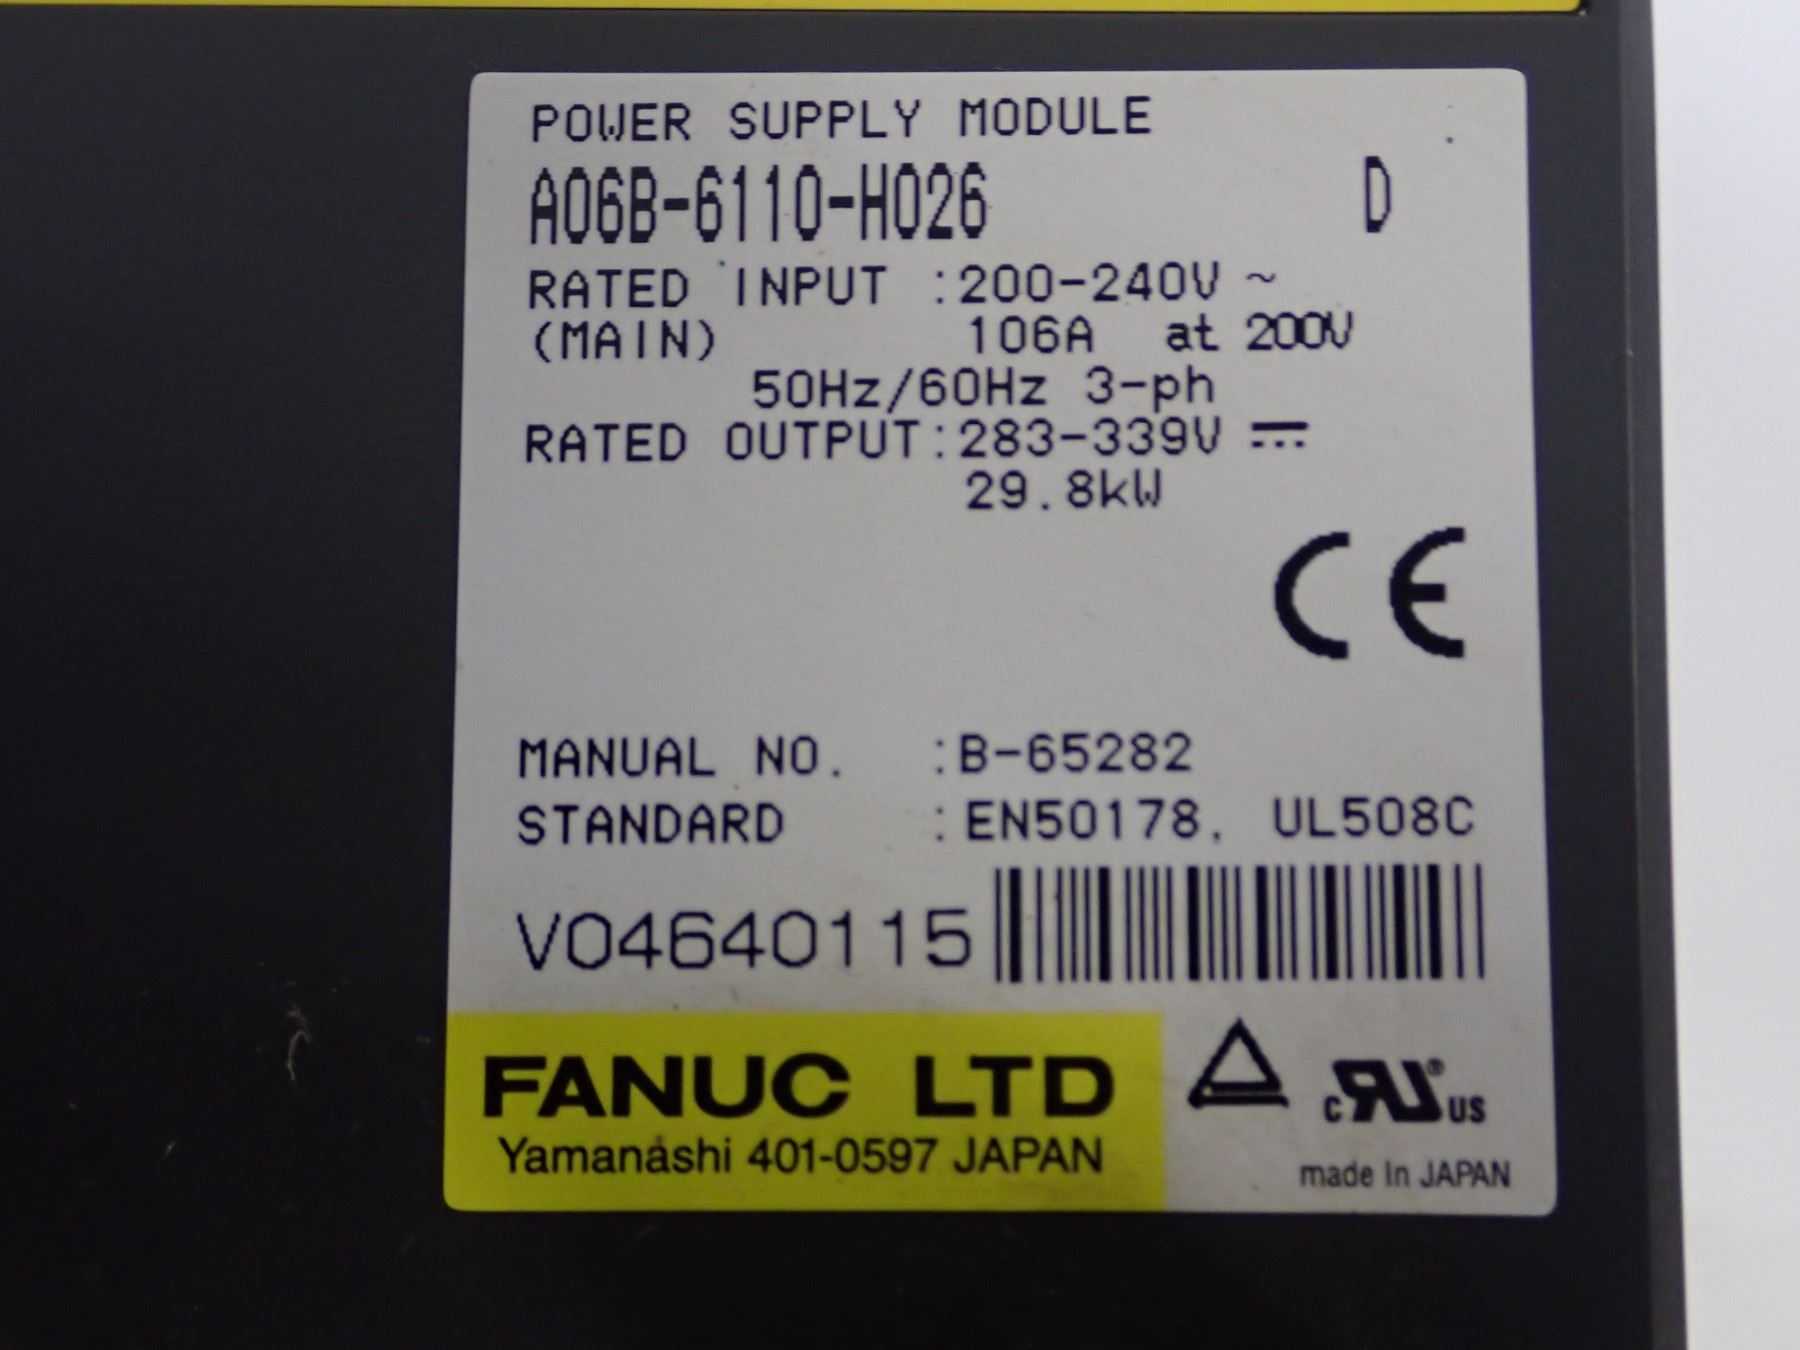 POWER SUPPLY MODULE
A06B-6110-H026 D
RATED INPUT :200-240V ~
(MAIN) 106A at 200V
50Hz/60Hz 3-ph
RATED OUTPUT:283-339V ⎓
29.8kW
CE
MANUAL NO. :B-65282
STANDARD :EN50178, UL508C
V04640115
FANUC LTD
Yamanashi 401-0597 JAPAN
c RU® US
made in JAPAN